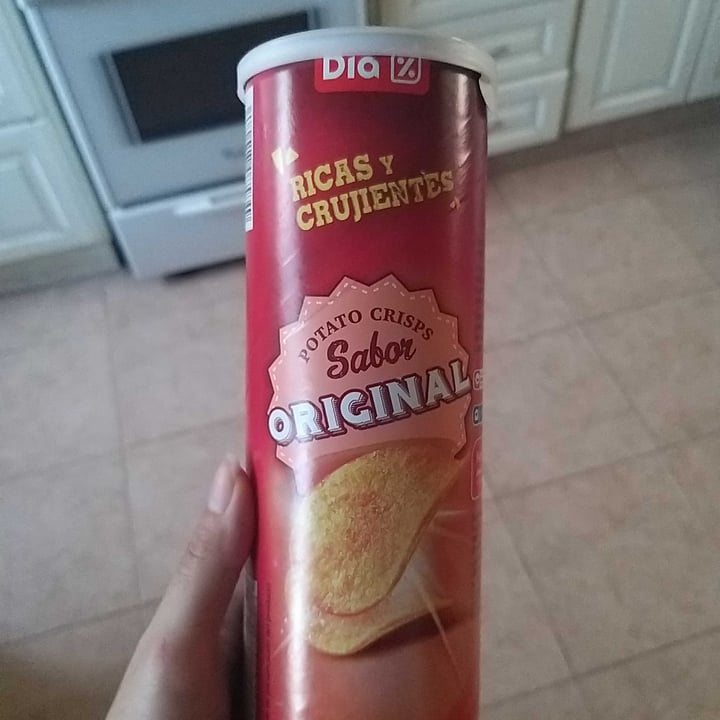 Dia %
RICAS Y
CRUJIENTES
POTATO CRISPS
Sabor
ORIGINAL